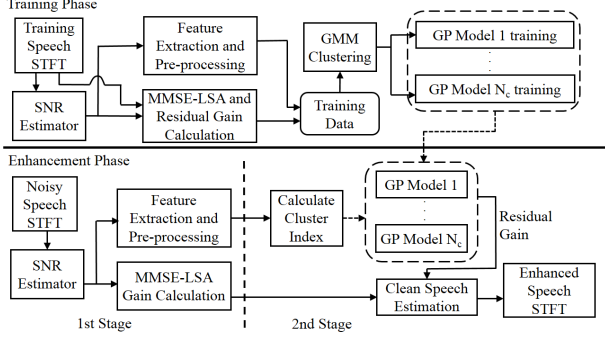 Training Phase
Training
Speech
STFT
SNR
Estimator
Feature
Extraction and
Pre-processing
MMSE-LSA and
Residual Gain
Calculation
GMM
Clustering
Training
Data
GP Model 1 training
GP Model Nc training
Enhancement Phase
Noisy
Speech
STFT
SNR
Estimator
Feature
Extraction and
Pre-processing
MMSE-LSA
Gain Calculation
1st Stage
Calculate
Cluster
Index
GP Model 1
GP Model Nc
Residual
Gain
Clean Speech
Estimation
Enhanced
Speech
STFT
2nd Stage